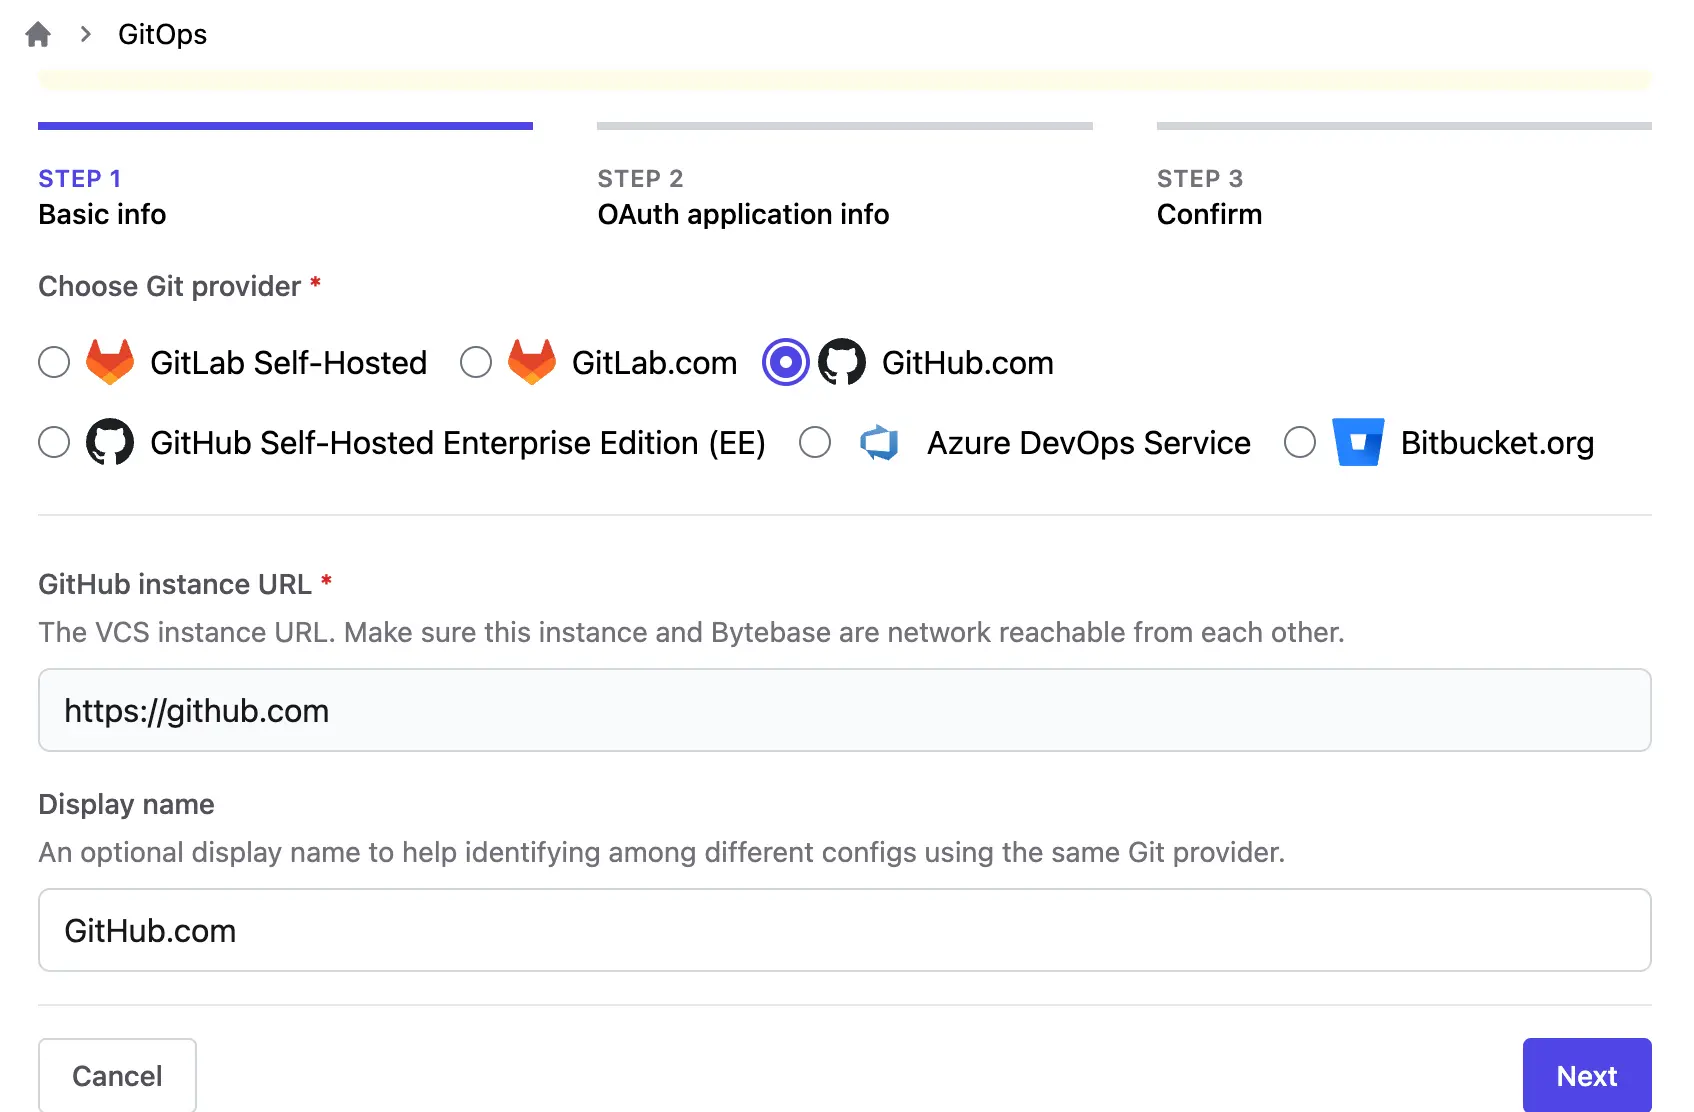 GitOps
STEP 1
Basic info
STEP 2
OAuth application info
STEP 3
Confirm
Choose Git provider *
GitLab Self-Hosted
GitLab.com
GitHub.com
GitHub Self-Hosted Enterprise Edition (EE)
Azure DevOps Service
Bitbucket.org
GitHub instance URL *
The VCS instance URL. Make sure this instance and Bytebase are network reachable from each other.
https://github.com
Display name
An optional display name to help identifying among different configs using the same Git provider.
GitHub.com
Cancel
Next